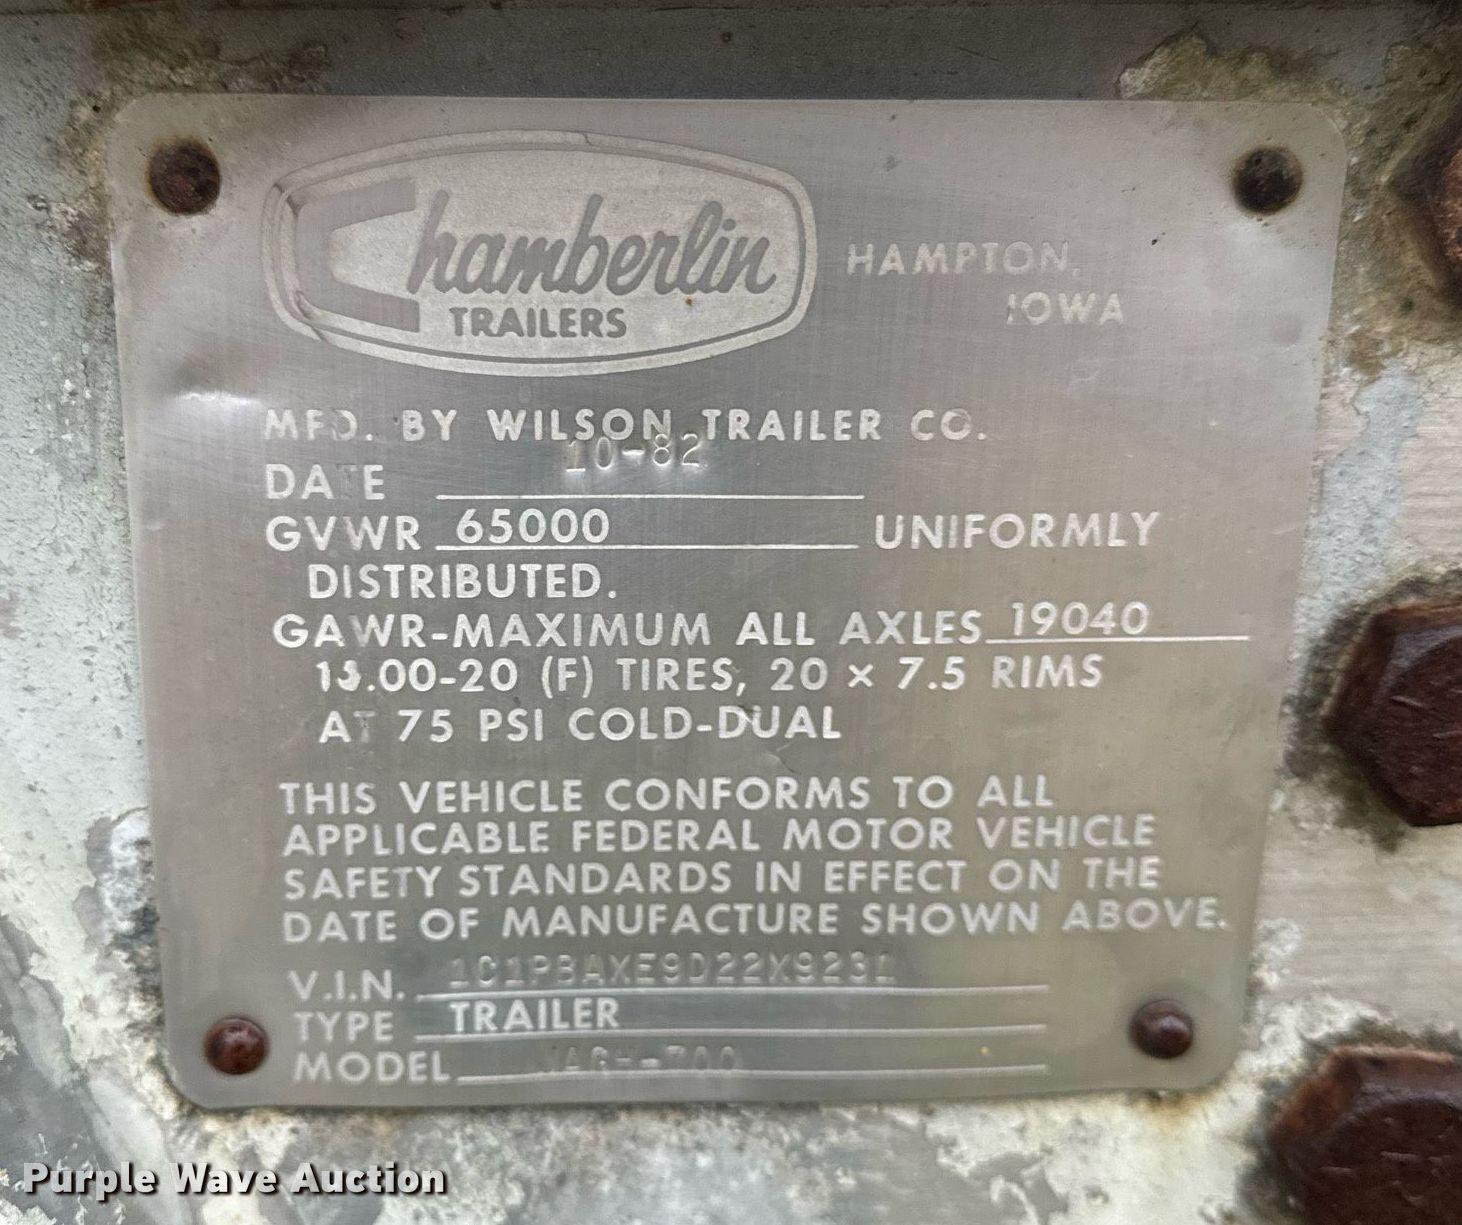 Chamberlin
TRAILERS
HAMPTON,
IOWA
MFD. BY WILSON TRAILER CO.
DATE 10-82
GVWR 65000 UNIFORMLY
DISTRIBUTED.
GAWR-MAXIMUM ALL AXLES 19040
(F) TIRES, 20 x 7.5 RIMS
AT 75 PSI COLD-DUAL
THIS VEHICLE CONFORMS TO ALL
APPLICABLE FEDERAL MOTOR VEHICLE
SAFETY STANDARDS IN EFFECT ON THE
DATE OF MANUFACTURE SHOWN ABOVE.
V.I.N.
TYPE TRAILER
MODEL
Purple Wave Auction